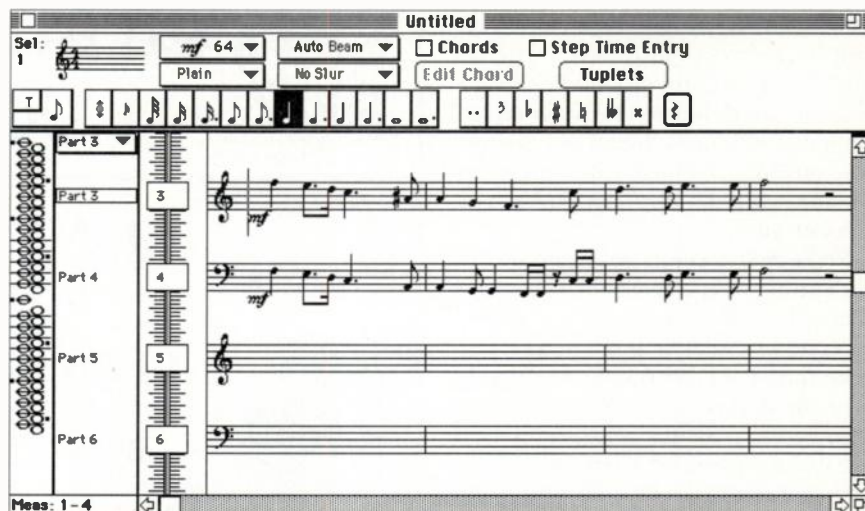 Untitled
Sel: mf 64 Auto Beam Chords Step Time Entry
1 Plain No Slur Edit Chord Tuplets
T 3
Part 3
Part 3 3
mf
Part 4 4
mf
Part 5 5
Part 6 6
Meas: 1-4